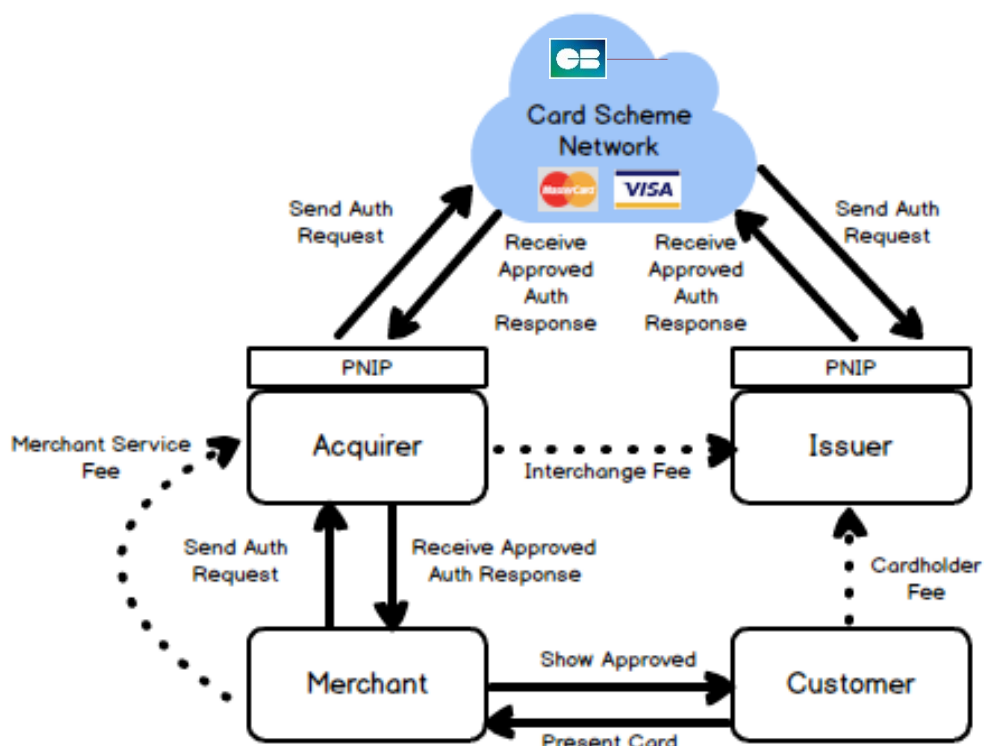 CB
Card Scheme
Network
MasterCard
VISA
Send Auth
Request
Receive
Approved
Auth
Response
Receive
Approved
Auth
Response
Send Auth
Request
PNIP
PNIP
Merchant Service
Fee
Acquirer
Interchange Fee
Issuer
Send Auth
Request
Receive Approved
Auth Response
Cardholder
Fee
Merchant
Show Approved
Customer
Present Card